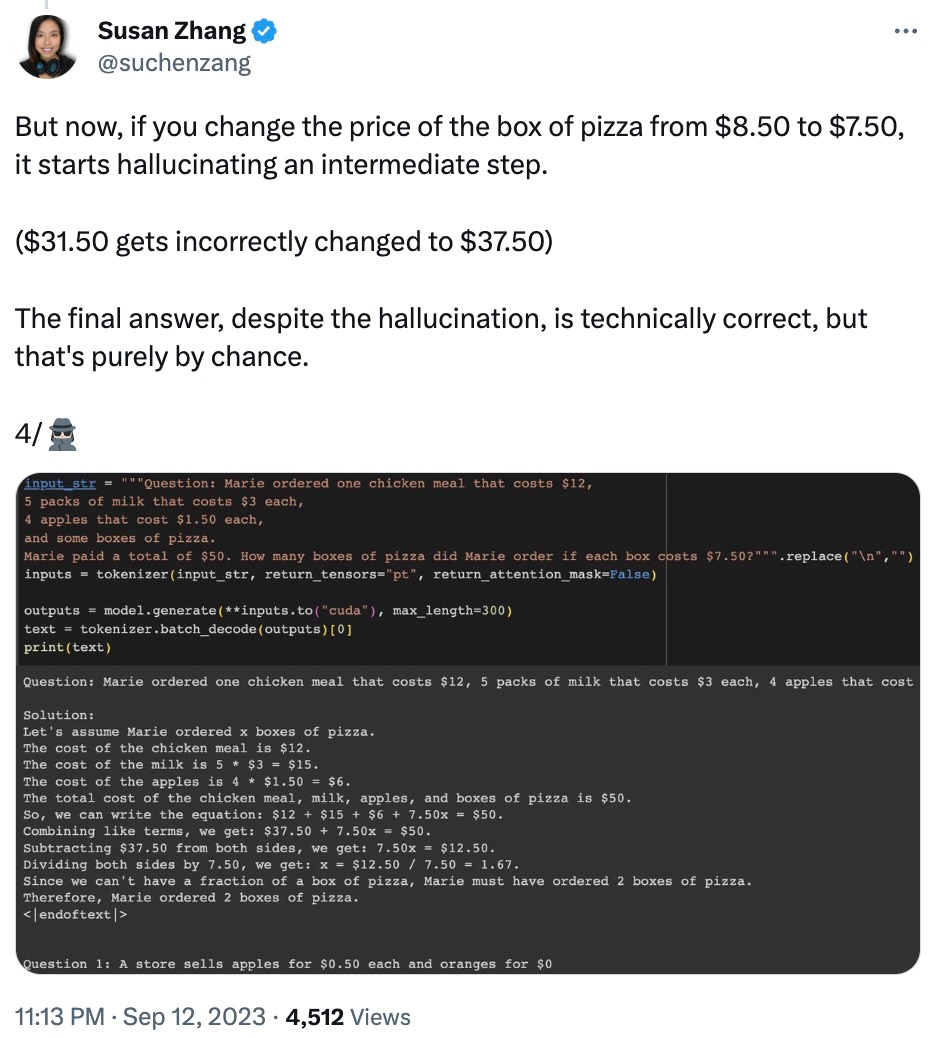 Susan Zhang
@suchenzang
But now, if you change the price of the box of pizza from $8.50 to $7.50,
it starts hallucinating an intermediate step.
($31.50 gets incorrectly changed to $37.50)
The final answer, despite the hallucination, is technically correct, but
that's purely by chance.
4/
input_str = """Question: Marie ordered one chicken meal that costs $12,
5 packs of milk that costs $3 each,
4 apples that cost $1.50 each,
and some boxes of pizza.
Marie paid a total of $50. How many boxes of pizza did Marie order if each box costs $7.50?""".replace("\n","")
inputs = tokenizer(input_str, return_tensors="pt", return_attention_mask=False)
outputs = model.generate(**inputs.to("cuda"), max_length=300)
text = tokenizer.batch_decode(outputs)[0]
print(text)
Question: Marie ordered one chicken meal that costs $12, 5 packs of milk that costs $3 each, 4 apples that cost
Solution:
Let's assume Marie ordered x boxes of pizza.
The cost of the chicken meal is $12.
The cost of the milk is 5 * $3 = $15.
The cost of the apples is 4 * $1.50 = $6.
The total cost of the chicken meal, milk, apples, and boxes of pizza is $50.
So, we can write the equation: $12 + $15 + $6 + 7.50x = $50.
Combining like terms, we get: $37.50 + 7.50x = $50.
Subtracting $37.50 from both sides, we get: 7.50x = $12.50.
Dividing both sides by 7.50, we get: x = $12.50 / 7.50 = 1.67.
Since we can't have a fraction of a box of pizza, Marie must have ordered 2 boxes of pizza.
Therefore, Marie ordered 2 boxes of pizza.
<|endoftext|>
Question 1: A store sells apples for $0.50 each and oranges for $0
11:13 PM · Sep 12, 2023 · 4,512 Views